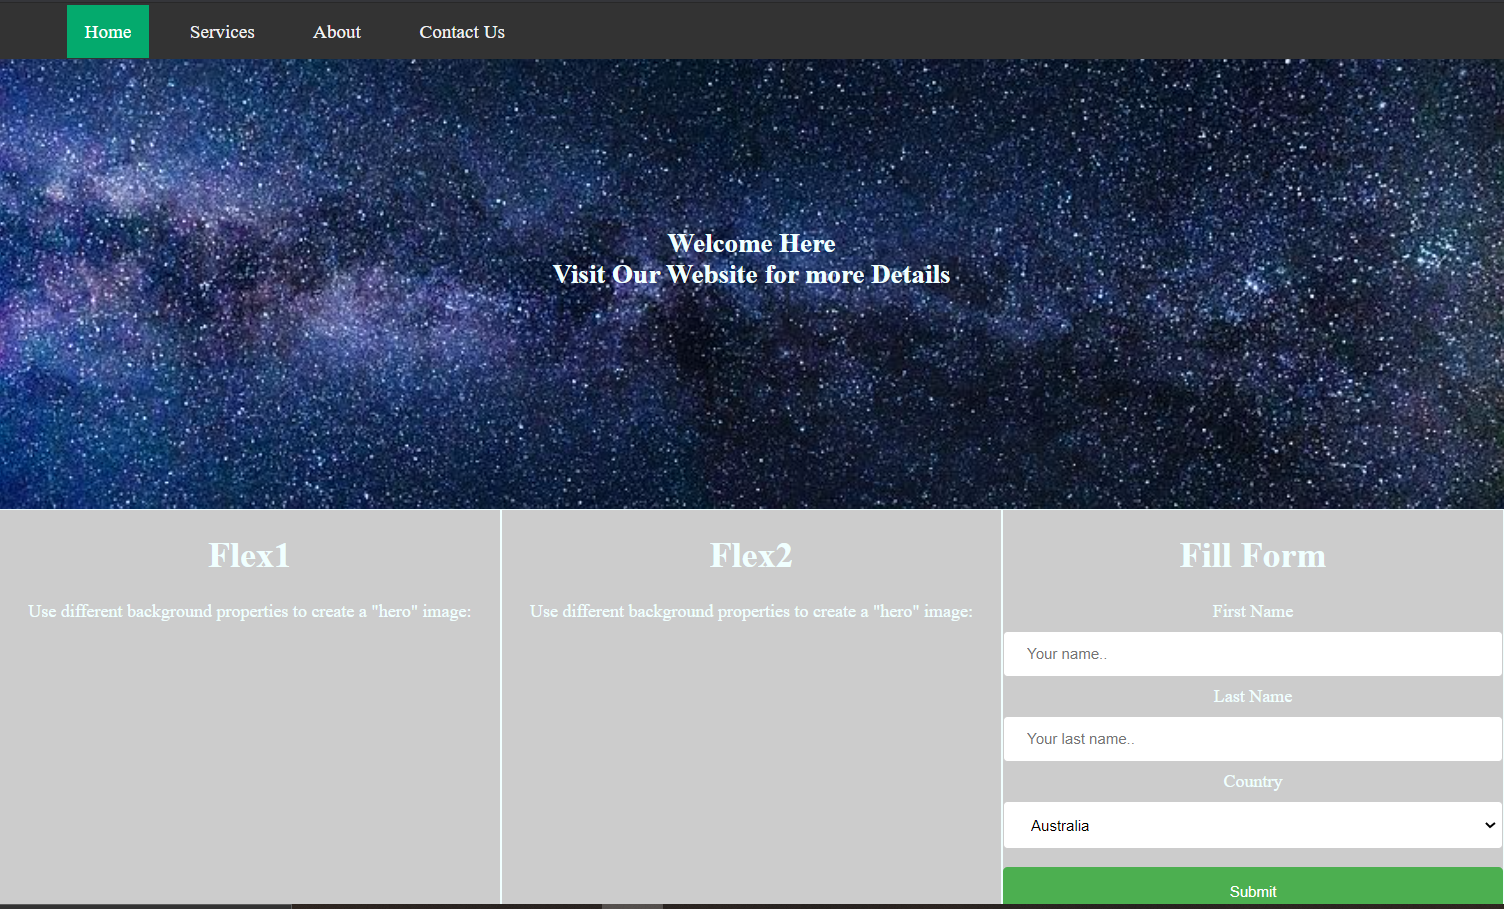 Home Services About Contact Us
Welcome Here
Visit Our Website for more Details
Flex1
Use different background properties to create a "hero" image:
Flex2
Use different background properties to create a "hero" image:
Fill Form
First Name
Your name..
Last Name
Your last name..
Country
Australia
Submit